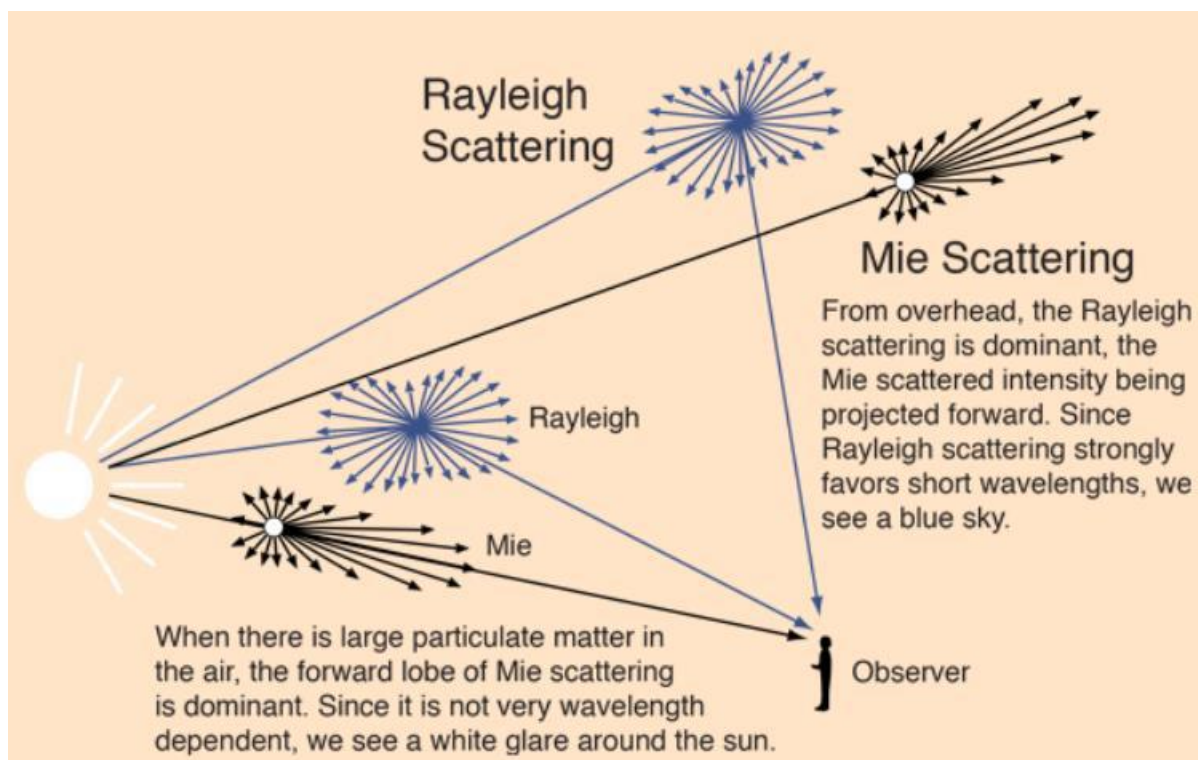 Rayleigh
Scattering
Mie Scattering
From overhead, the Rayleigh
scattering is dominant, the
Mie scattered intensity being
projected forward. Since
Rayleigh scattering strongly
favors short wavelengths, we
see a blue sky.
Rayleigh
Mie
Observer
When there is large particulate matter in
the air, the forward lobe of Mie scattering
is dominant. Since it is not very wavelength
dependent, we see a white glare around the sun.